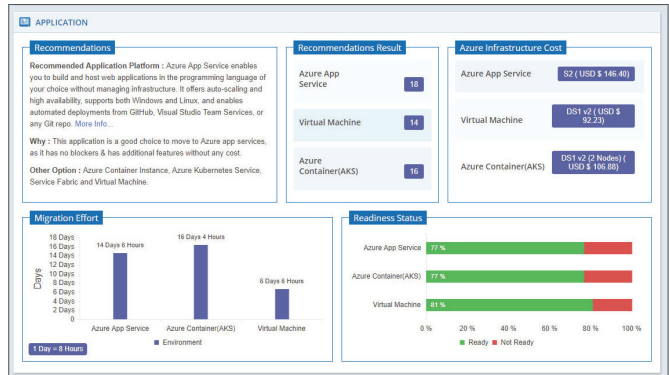 APPLICATION
Recommendations
Recommended Application Platform : Azure App Service enables
you to build and host web applications in the programming language of
your choice without managing infrastructure. It offers auto-scaling and
high availability, supports both Windows and Linux, and enables
automated deployments from GitHub, Visual Studio Team Services, or
any Git repo. More Info...
Why : This application is a good choice to move to Azure app services,
as it has no blockers & has additional features without any cost.
Other Option : Azure Container Instance, Azure Kubernetes Service,
Service Fabric and Virtual Machine.
Recommendations Result
Azure App
Service
18
Virtual Machine
14
Azure
Container(AKS)
16
Azure Infrastructure Cost
Azure App Service
S2 ( USD $ 146.40)
Virtual Machine
DS1 v2 ( USD $
92.23)
Azure Container(AKS)
DS1 v2 (2 Nodes) (
USD $ 106.88)
Migration Effort
18 Days
16 Days
14 Days
12 Days
10 Days
8 Days
6 Days
4 Days
2 Days
0
Days
14 Days 6 Hours
16 Days 4 Hours
6 Days 6 Hours
Azure App Service
Azure Container(AKS)
Virtual Machine
Environment
1 Day = 8 Hours
Readiness Status
Azure App Service
77 %
Azure Container(AKS)
77 %
Virtual Machine
81 %
0 %
20 %
40 %
60 %
80 %
100 %
Ready
Not Ready